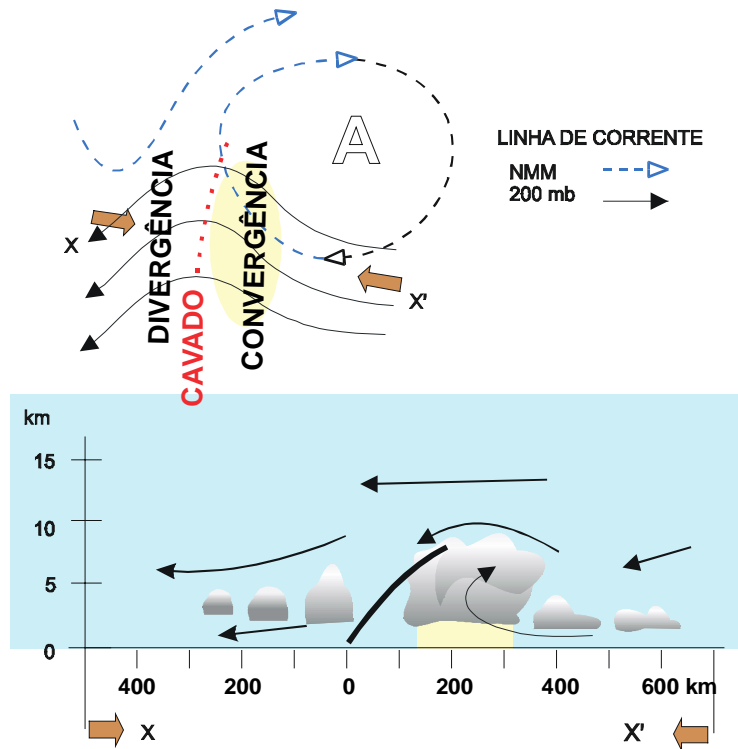 A
LINHA DE CORRENTE
NMM
200 mb
DIVERGÊNCIA
CONVERGÊNCIA
CAVADO
X
X'
km
15
10
5
0
400 200 0 200 400 600 km
X X'